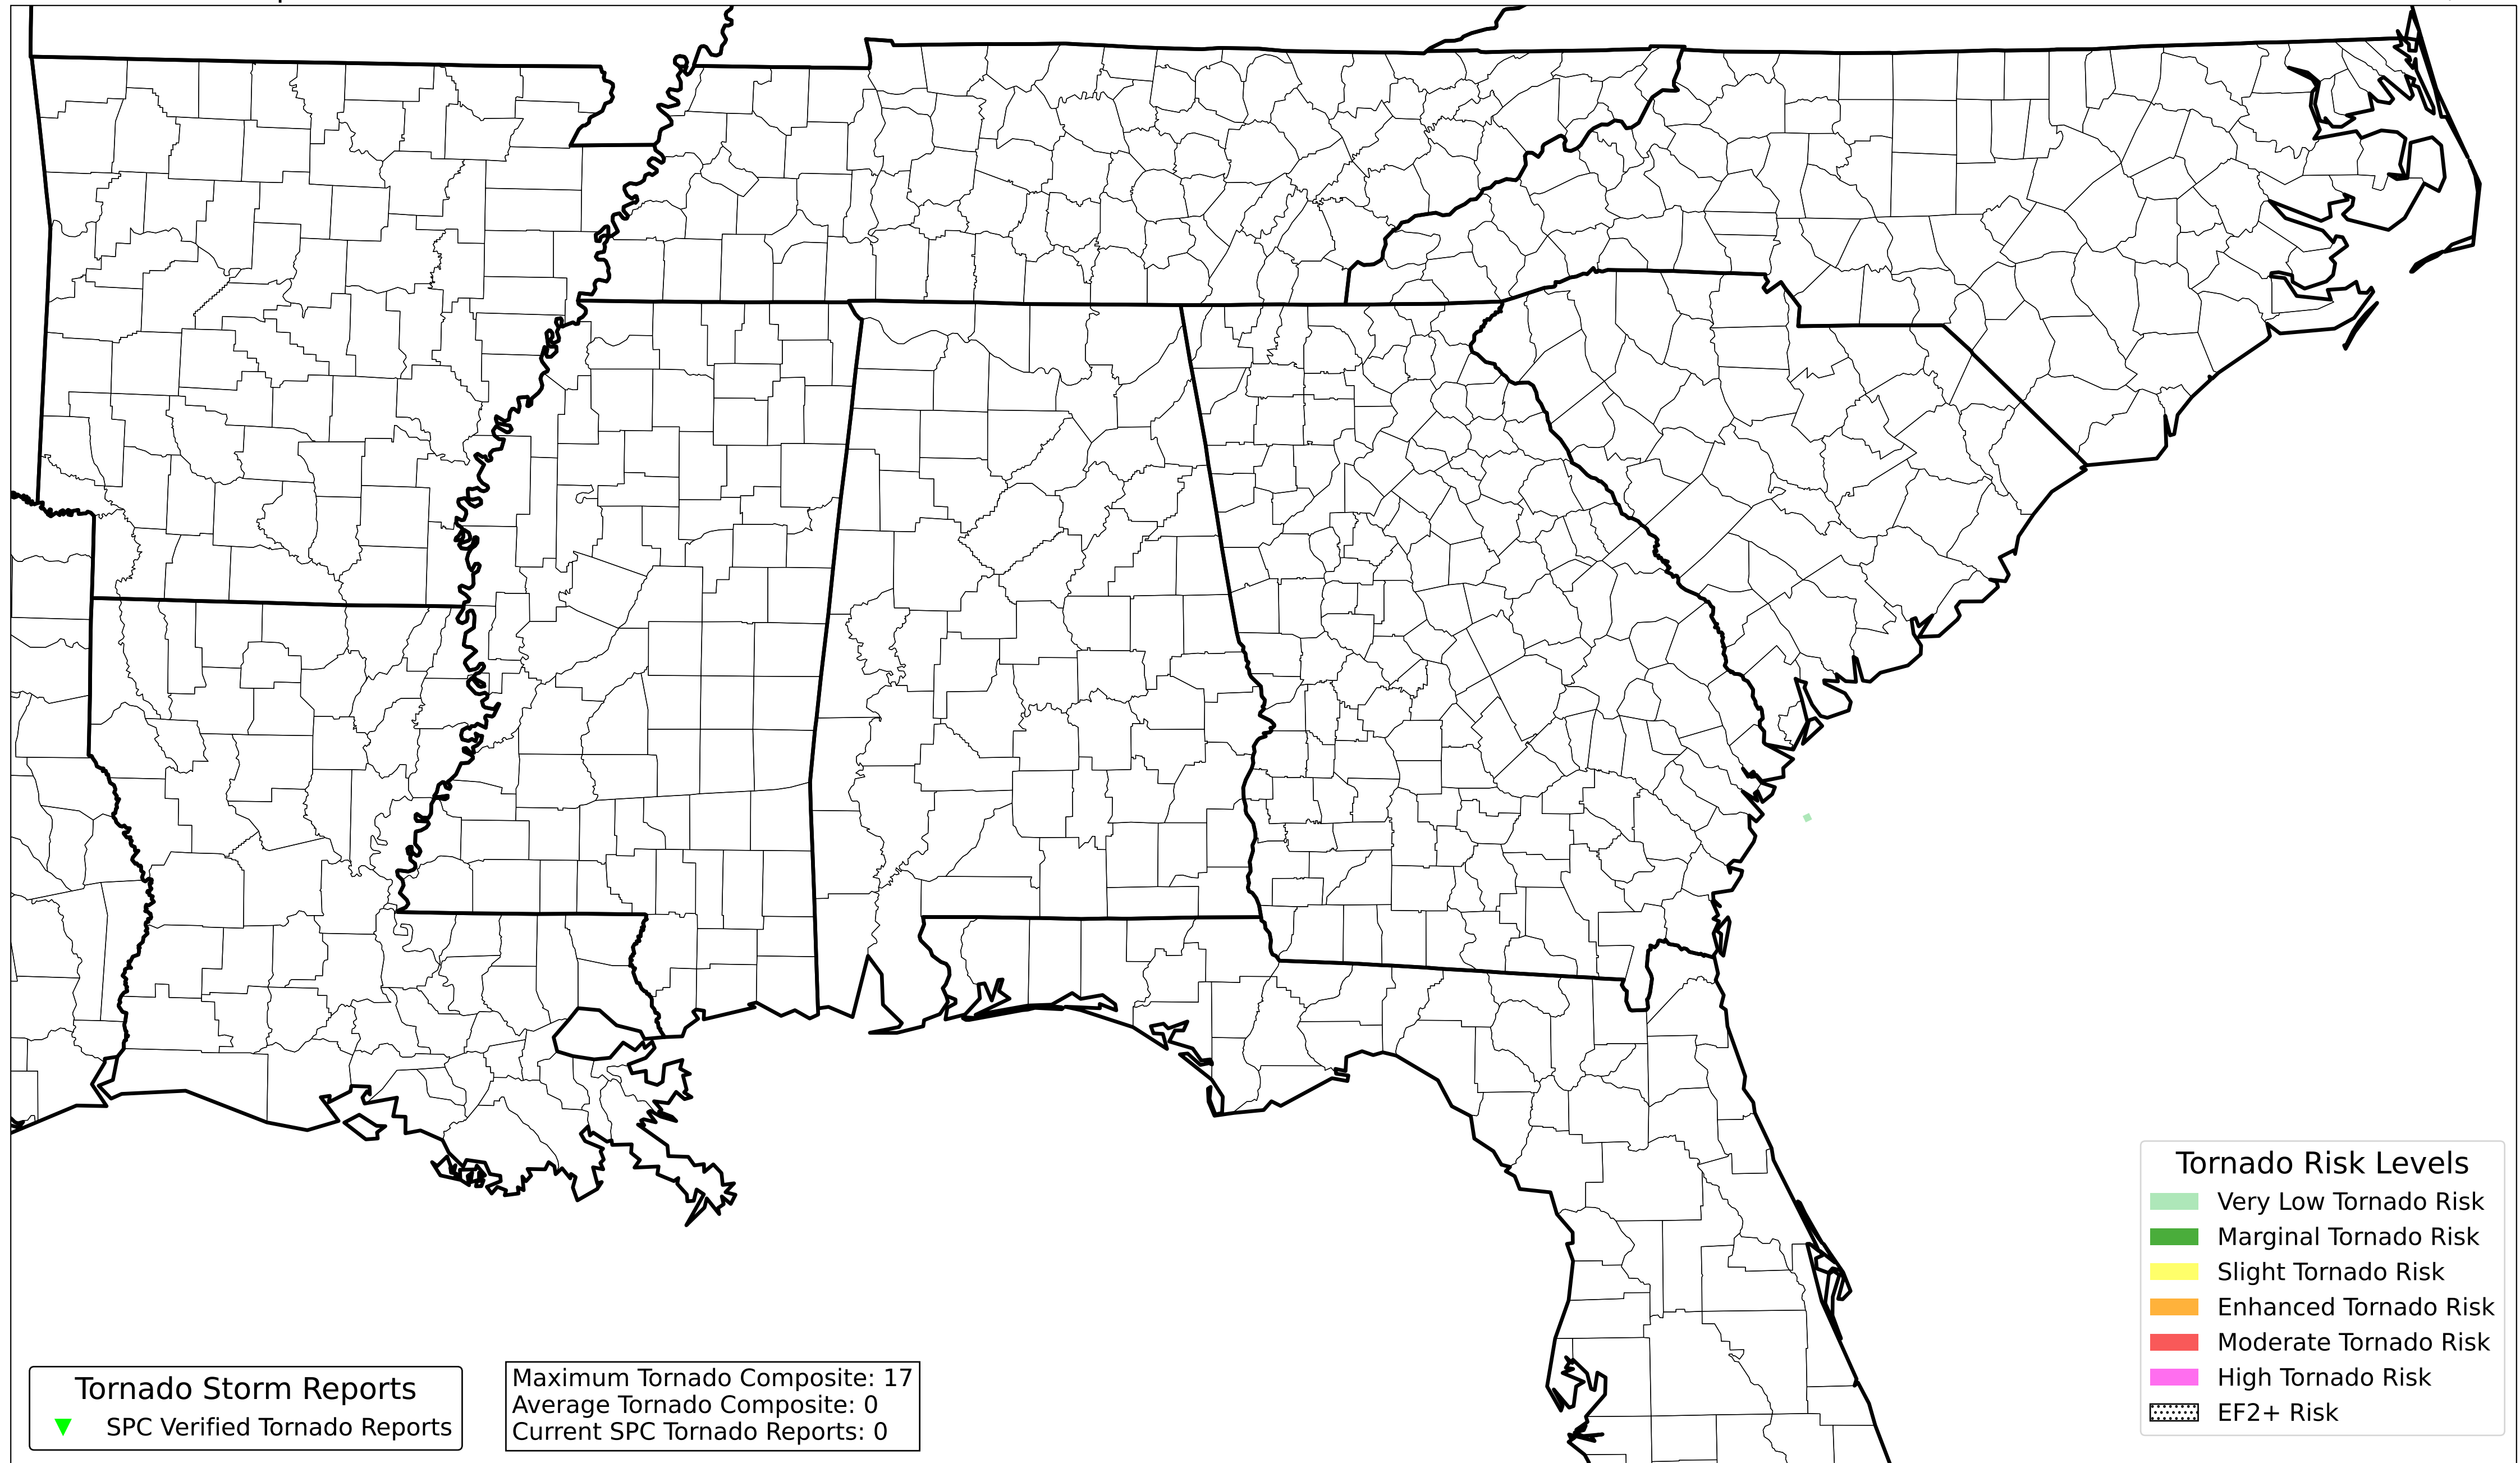 Tornado Risk Levels
Very Low Tornado Risk
Marginal Tornado Risk
Slight Tornado Risk
Enhanced Tornado Risk
Moderate Tornado Risk
High Tornado Risk
EF2+ Risk
Tornado Storm Reports
SPC Verified Tornado Reports
Maximum Tornado Composite: 17
Average Tornado Composite: 0
Current SPC Tornado Reports: 0